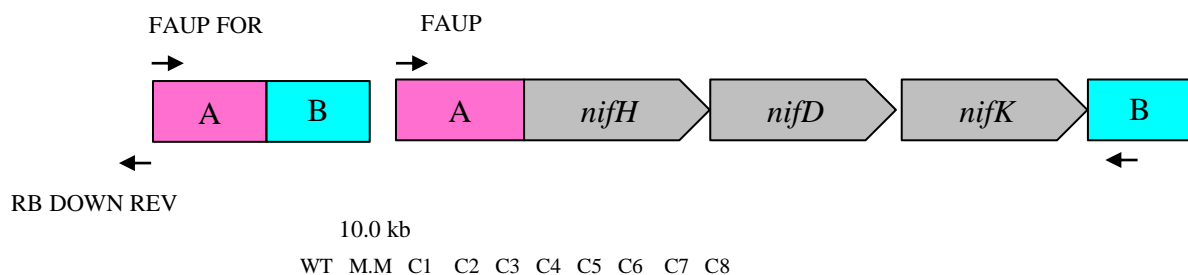 FAUP FOR FAUP
A B A nifH nifD nifK B
RB DOWN REV
10.0 kb
WT M.M C1 C2 C3 C4 C5 C6 C7 C8